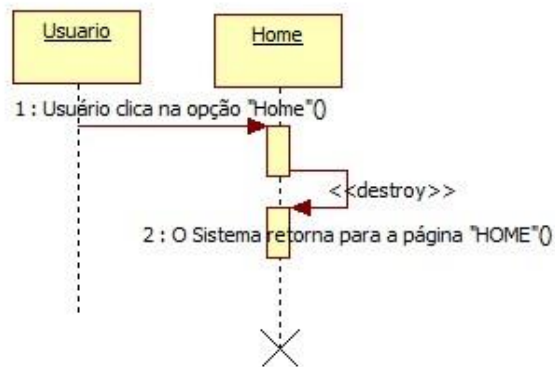 Usuario
Home
1 : Usuário clica na opção "Home"()
<<destroy>>
2 : O Sistema retorna para a página "HOME"()